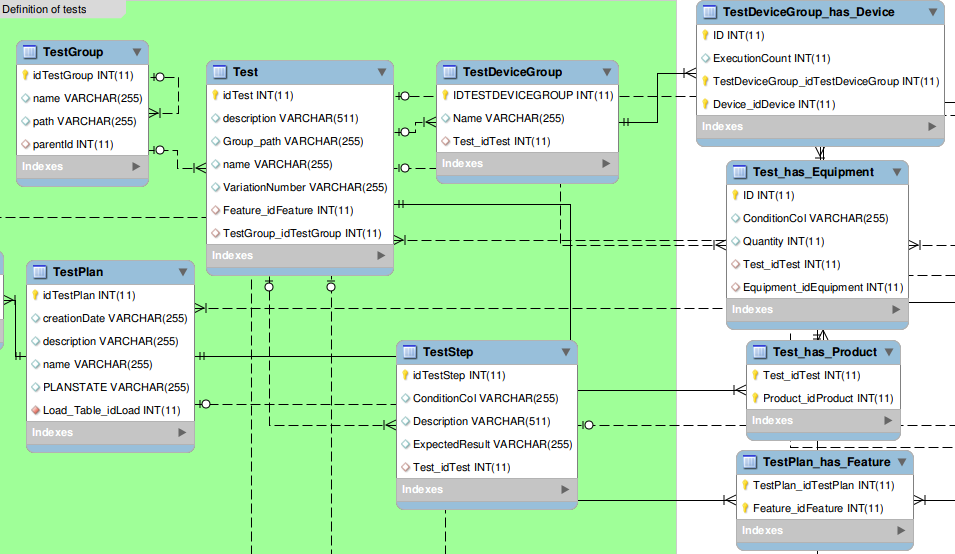 Definition of tests
TestGroup
idTestGroup INT(11)
name VARCHAR(255)
path VARCHAR(255)
parentId INT(11)
Indexes
Test
idTest INT(11)
description VARCHAR(511)
Group_path VARCHAR(255)
name VARCHAR(255)
VariationNumber VARCHAR(255)
Feature_idFeature INT(11)
TestGroup_idTestGroup INT(11)
Indexes
TestDeviceGroup
IDTESTDEVICEGROUP INT(11)
Name VARCHAR(255)
Test_idTest INT(11)
Indexes
TestDeviceGroup_has_Device
ID INT(11)
ExecutionCount INT(11)
TestDeviceGroup_idTestDeviceGroup INT(11)
Device_idDevice INT(11)
Indexes
Test_has_Equipment
ID INT(11)
ConditionCol VARCHAR(255)
Quantity INT(11)
Test_idTest INT(11)
Equipment_idEquipment INT(11)
Indexes
TestPlan
idTestPlan INT(11)
creationDate VARCHAR(255)
description VARCHAR(255)
name VARCHAR(255)
PLANSTATE VARCHAR(255)
Load_Table_idLoad INT(11)
Indexes
TestStep
idTestStep INT(11)
ConditionCol VARCHAR(255)
Description VARCHAR(511)
ExpectedResult VARCHAR(255)
Test_idTest INT(11)
Indexes
Test_has_Product
Test_idTest INT(11)
Product_idProduct INT(11)
Indexes
TestPlan_has_Feature
TestPlan_idTestPlan INT(11)
Feature_idFeature INT(11)
Indexes